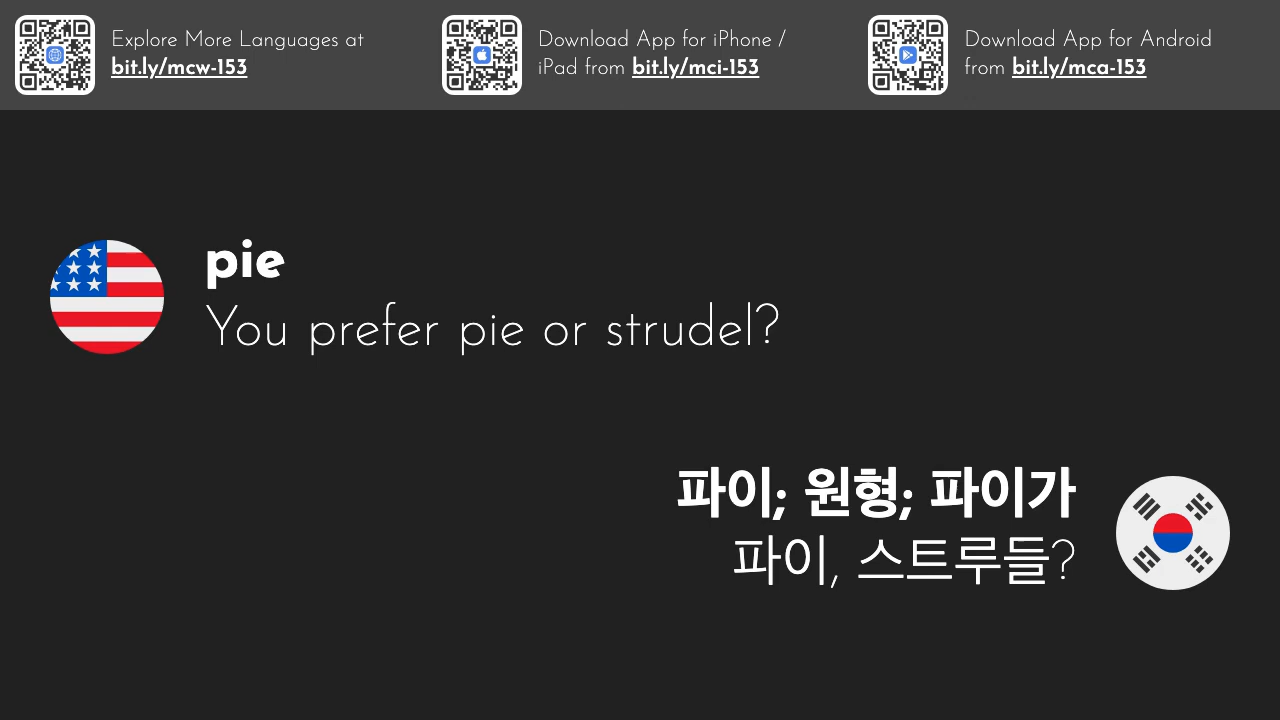 Explore More Languages at
bit.ly/mcw-153
Download App for iPhone /
iPad from bit.ly/mci-153
Download App for Android
from bit.ly/mca-153
pie
You prefer pie or strudel?
파이; 원형; 파이가
파이, 스트루들?